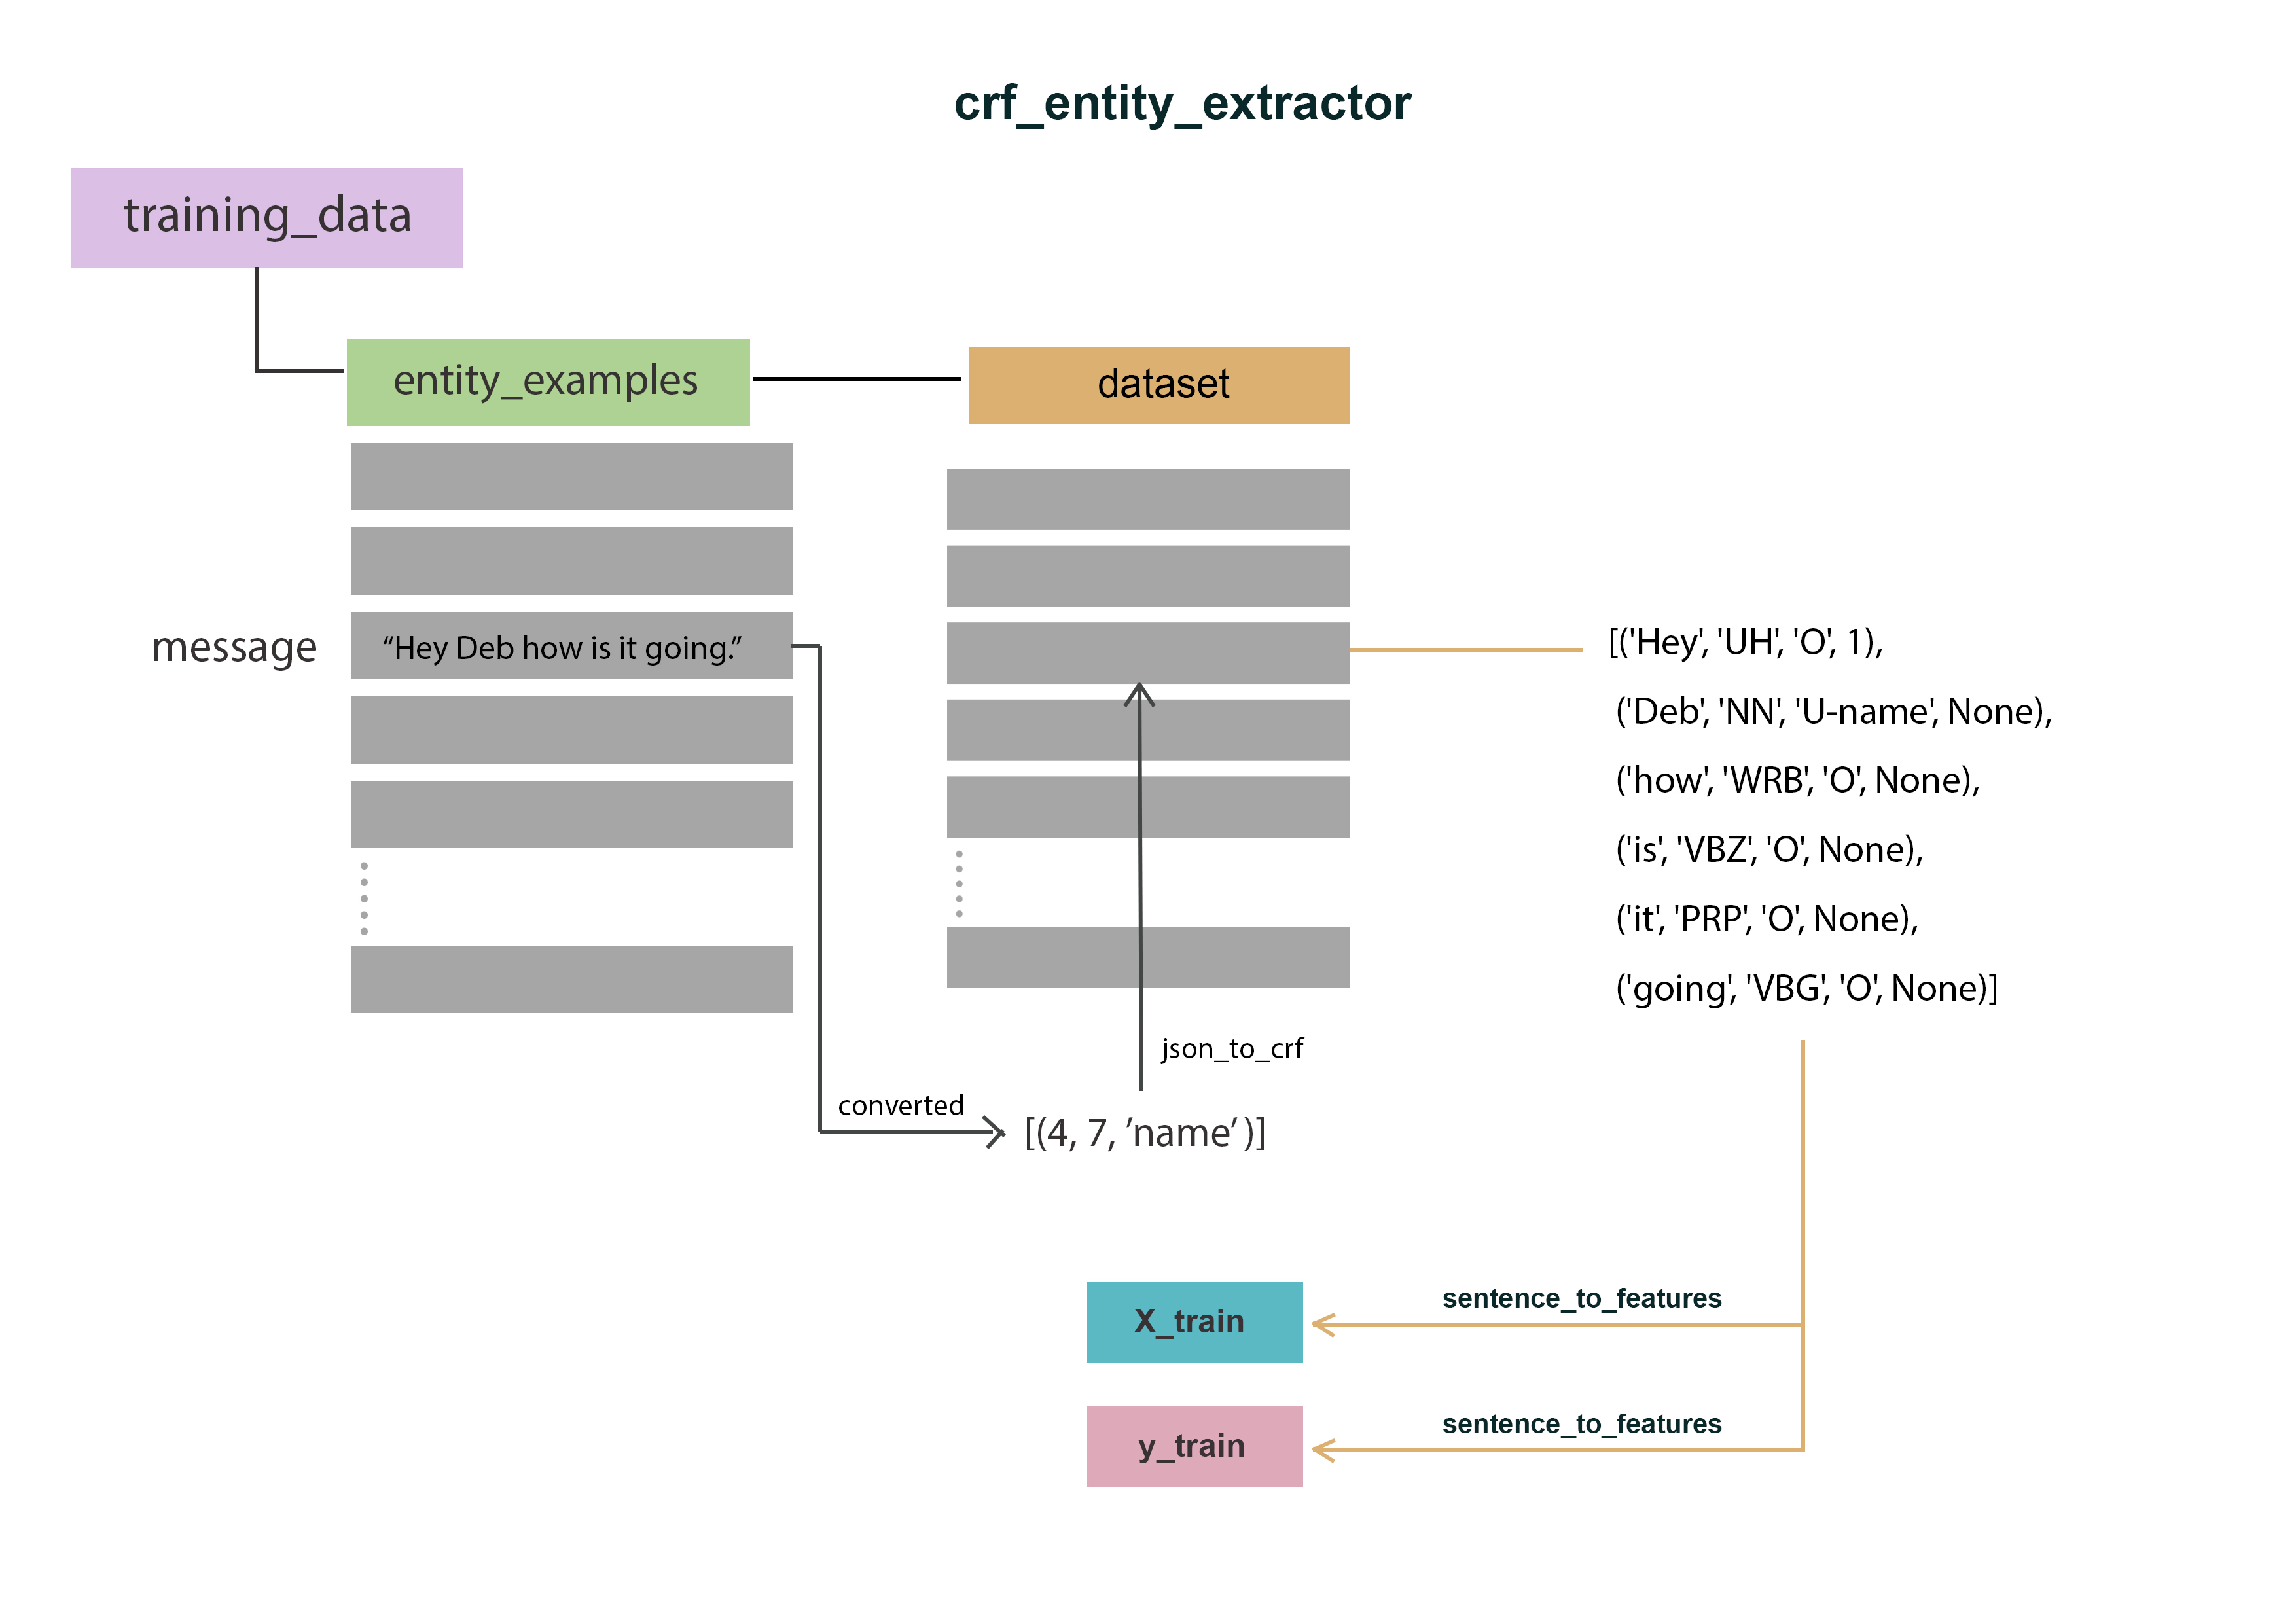 crf_entity_extractor
training_data
entity_examples
dataset
message
“Hey Deb how is it going.”
[('Hey', 'UH', 'O', 1),
('Deb', 'NN', 'U-name', None),
('how', 'WRB', 'O', None),
('is', 'VBZ', 'O', None),
('it', 'PRP', 'O', None),
('going', 'VBG', 'O', None)]
json_to_crf
converted
[(4, 7, ’name’ )]
sentence_to_features
X_train
sentence_to_features
y_train